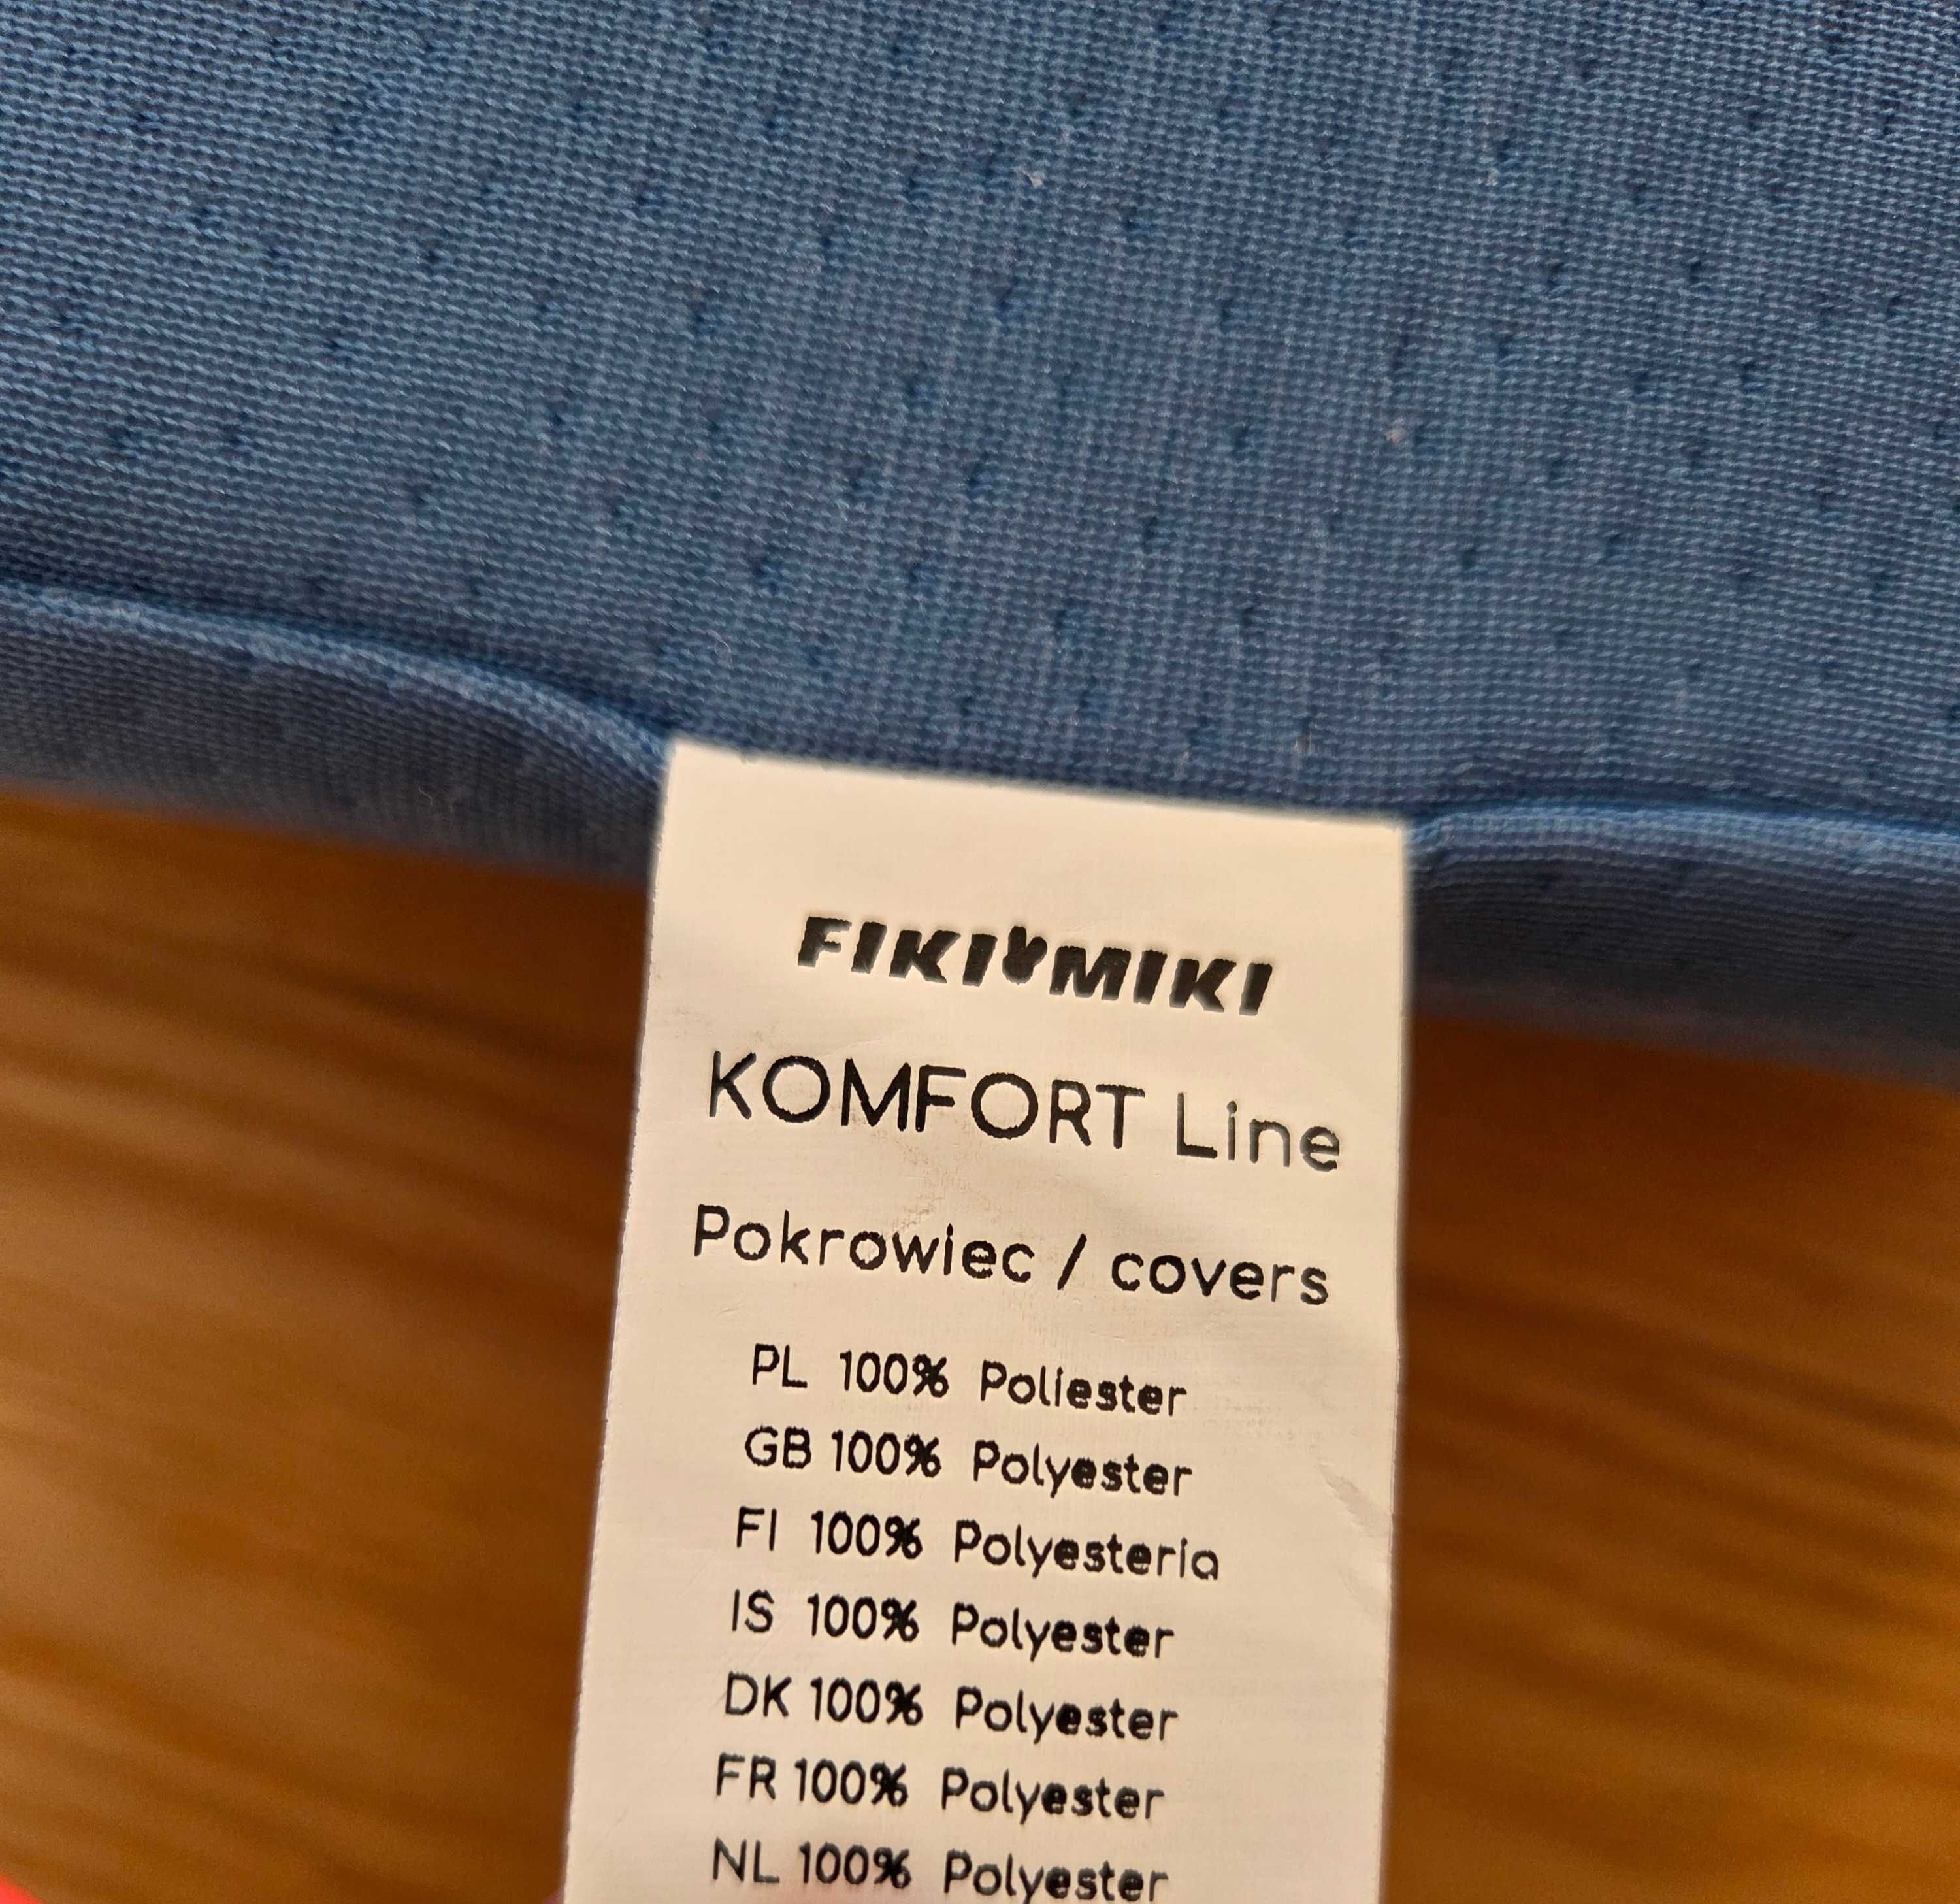 FIKI MIKI
KOMFORT Line
Pokrowiec / covers
PL 100% Poliester
GB 100% Polyester
FI 100% Polyesteria
IS 100% Polyester
DK 100% Polyester
FR 100% Polyester
NL 100% Polyester